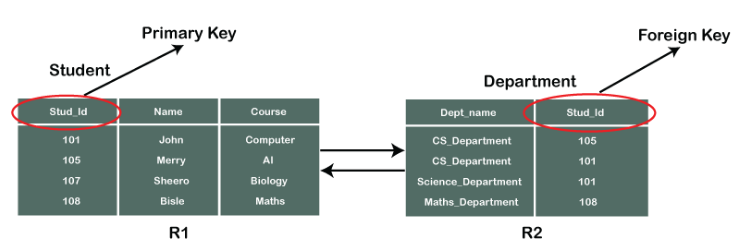 Primary Key
Foreign Key
Student
Department
Stud_Id Name Course
101 John Computer
105 Merry AI
107 Sheero Biology
108 Bisle Maths
R1
Dept_name Stud_Id
CS_Department 105
CS_Department 101
Science_Department 101
Maths_Department 108
R2